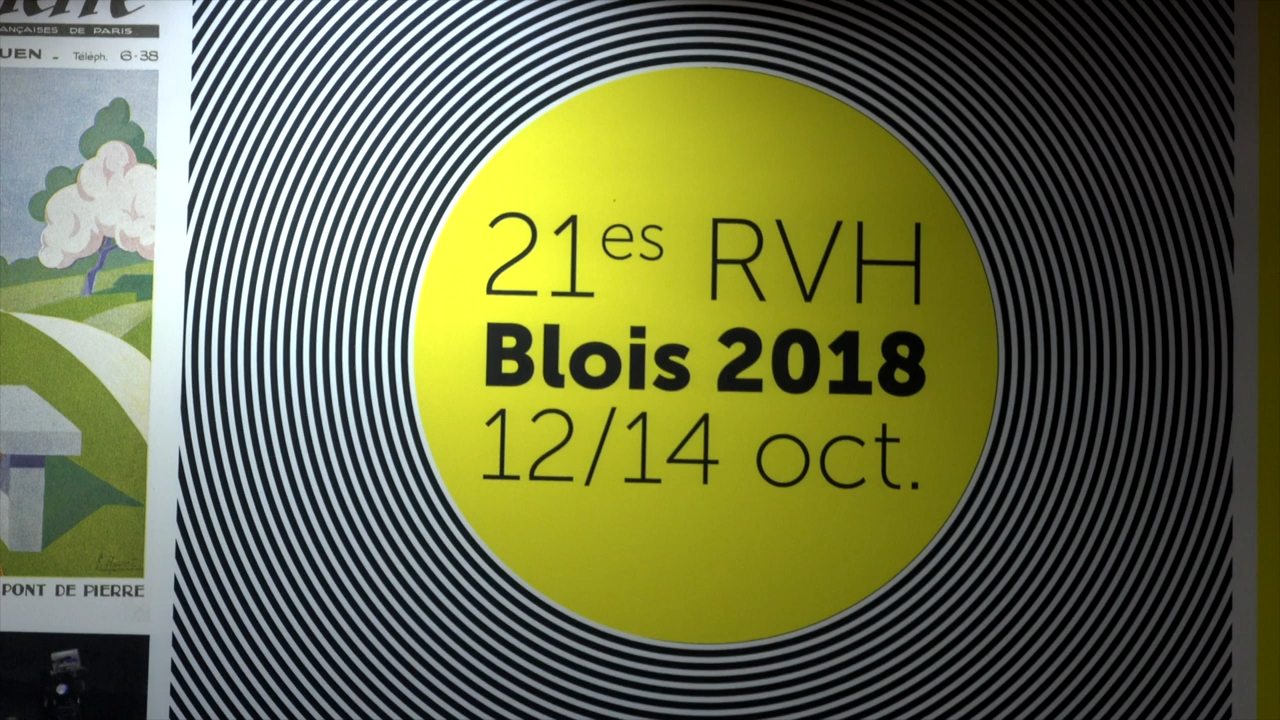 ANÇAISES DE PARIS
UEN - Téléph. 6-38
PONT DE PIERRE
21es RVH
Blois 2018
12/14 oct.